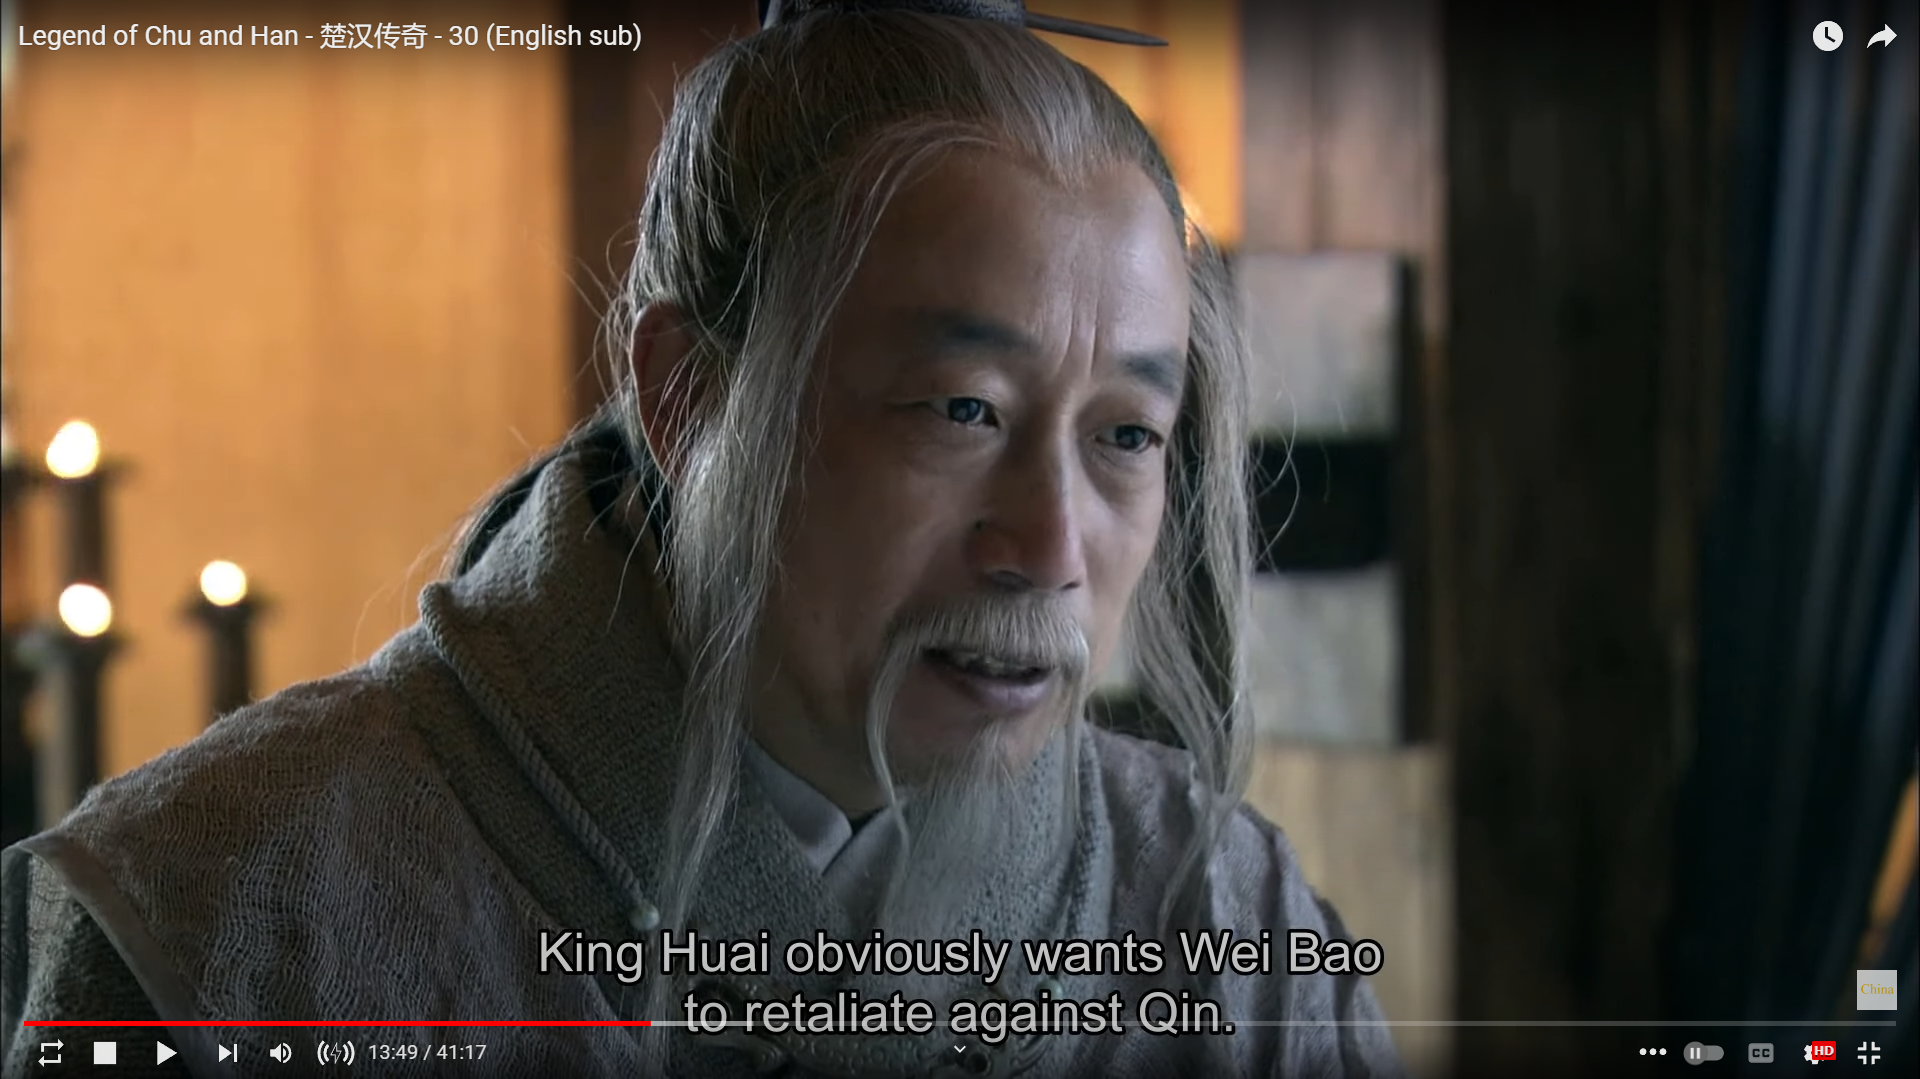 Legend of Chu and Han - 楚汉传奇 - 30 (English sub)
King Huai obviously wants Wei Bao
to retaliate against Qin.
China
13:49 / 41:17
CC
HD